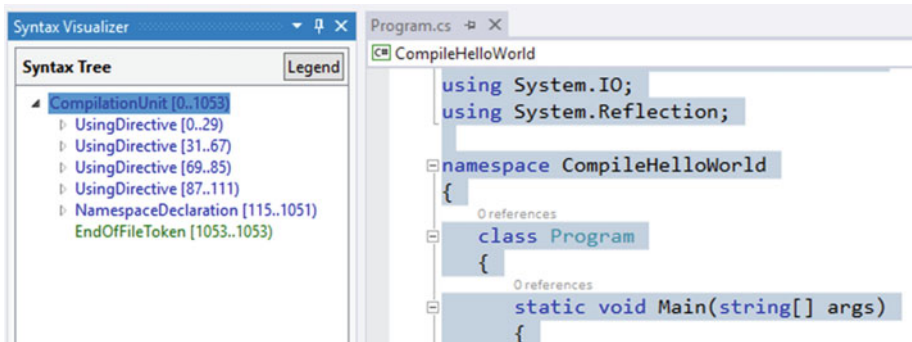 Syntax Visualizer
Syntax Tree
Legend
CompilationUnit [0..1053)
UsingDirective [0..29)
UsingDirective [31..67)
UsingDirective [69..85)
UsingDirective [87..111)
NamespaceDeclaration [115..1051)
EndOfFileToken [1053..1053)
Program.cs
C# CompileHelloWorld
using System.IO;
using System.Reflection;
namespace CompileHelloWorld
{
0 references
class Program
{
0 references
static void Main(string[] args)
{